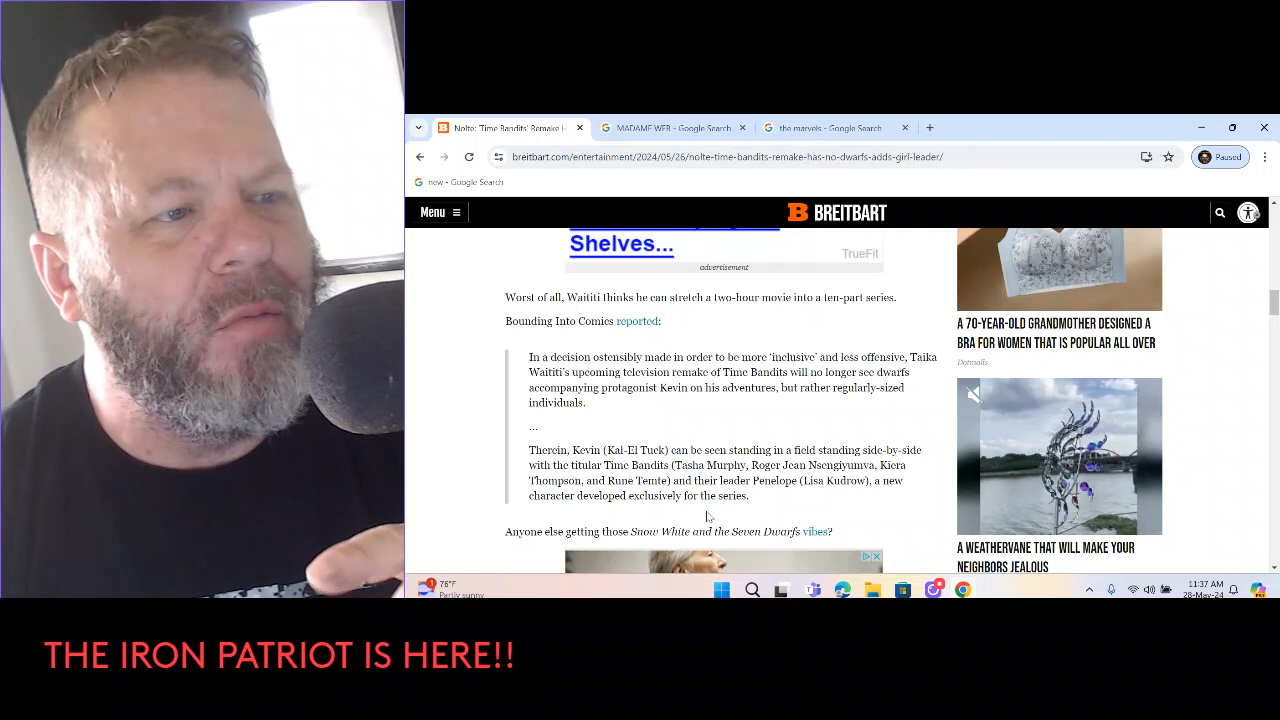 Nolte: 'Time Bandits' Remake H
MADAME WEB - Google Search
the marvels - Google Search
breitbart.com/entertainment/2024/05/26/nolte-time-bandits-remake-has-no-dwarfs-adds-girl-leader/
Paused
new - Google Search
Menu
B BREITBART
Shelves...
TrueFit
advertisement
Worst of all, Waititi thinks he can stretch a two-hour movie into a ten-part series.
Bounding Into Comics reported:
In a decision ostensibly made in order to be more 'inclusive' and less offensive, Taika
Waititi's upcoming television remake of Time Bandits will no longer see dwarfs
accompanying protagonist Kevin on his adventures, but rather regularly-sized
individuals.
...
Therein, Kevin (Kal-El Tuck) can be seen standing in a field standing side-by-side
with the titular Time Bandits (Tasha Murphy, Roger Jean Nsengiyumva, Kiera
Thompson, and Rune Temte) and their leader Penelope (Lisa Kudrow), a new
character developed exclusively for the series.
Anyone else getting those Snow White and the Seven Dwarfs vibes?
A 70-YEAR-OLD GRANDMOTHER DESIGNED A
BRA FOR WOMEN THAT IS POPULAR ALL OVER
Dotmalls
A WEATHERVANE THAT WILL MAKE YOUR
NEIGHBORS JEALOUS
76°F
Partly sunny
11:37 AM
28-May-24
THE IRON PATRIOT IS HERE!!